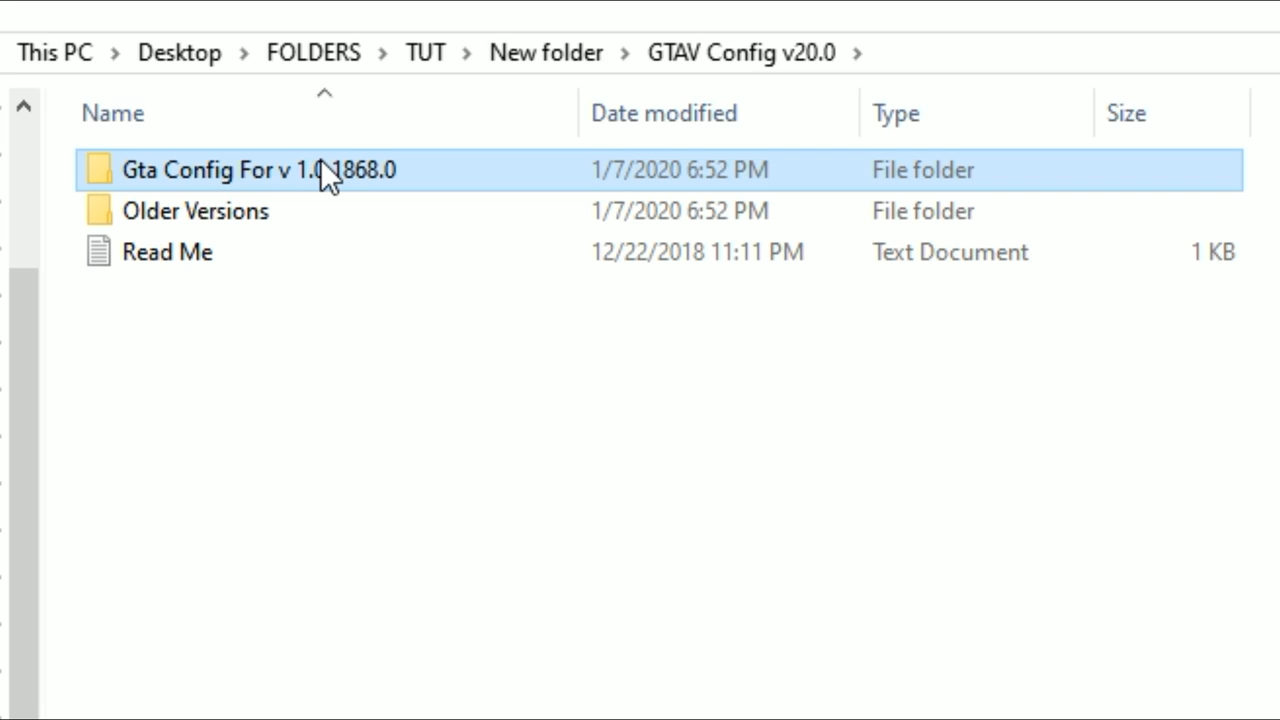 This PC > Desktop > FOLDERS > TUT > New folder > GTAV Config v20.0 >
Name Date modified Type Size
Gta Config For v 1.0.1868.0 1/7/2020 6:52 PM File folder
Older Versions 1/7/2020 6:52 PM File folder
Read Me 12/22/2018 11:11 PM Text Document 1 KB